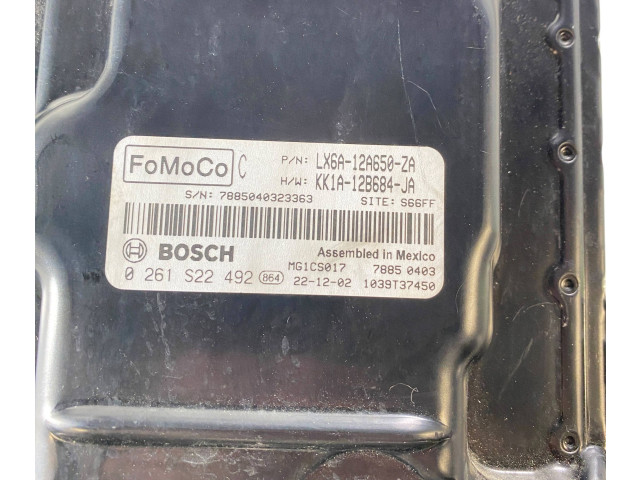 FoMoCo C P/N: LX6A-12A650-ZA
H/W: KK1A-12B684-JA
S/N: 7885040323363 SITE: S66FF
BOSCH Assembled in Mexico
MG1CS017 7885 0403
0 261 S22 492 864 22-12-02 1039T37450